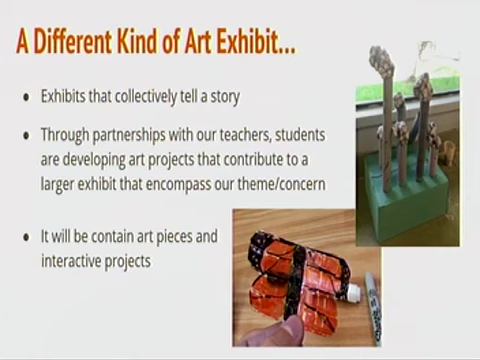 A Different Kind of Art Exhibit...
• Exhibits that collectively tell a story
• Through partnerships with our teachers, students
are developing art projects that contribute to a
larger exhibit that encompass our theme/concern
• It will be contain art pieces and
interactive projects